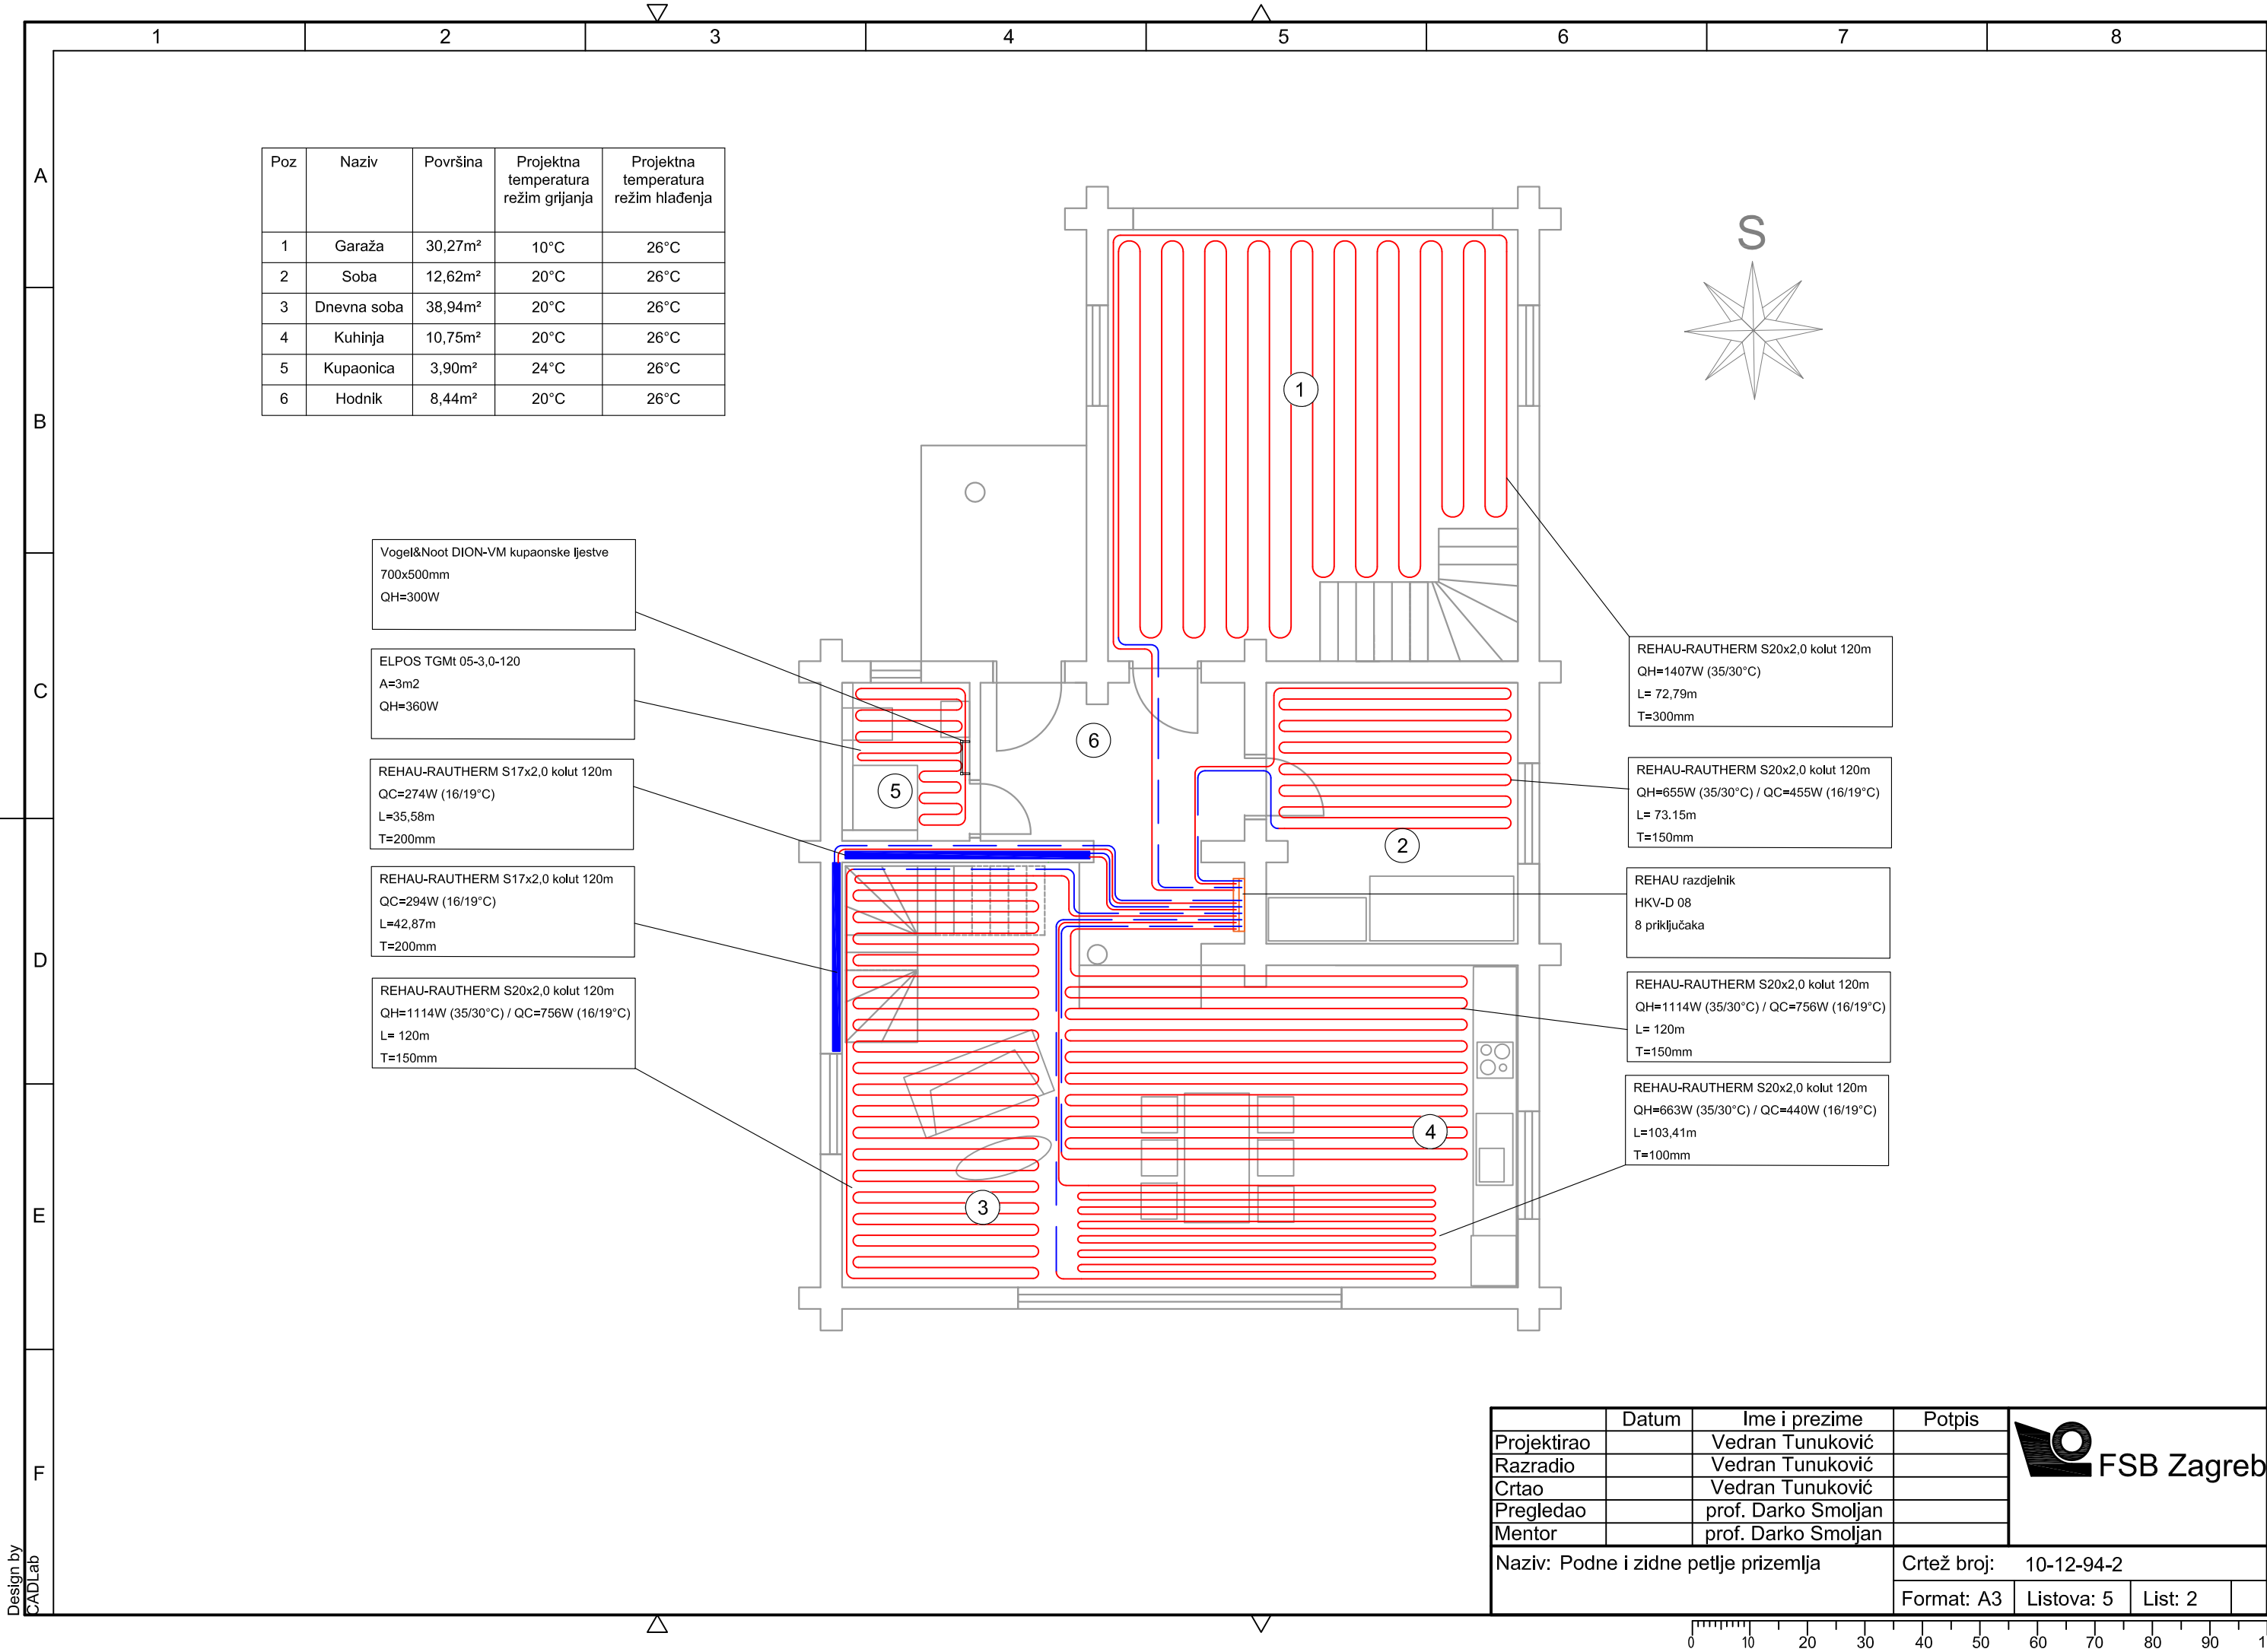 1 2 3 4 5 6 7 8
A
B
C
D
E
F
Poz Naziv Površina Projektna temperatura režim grijanja Projektna temperatura režim hlađenja
1 Garaža 30,27m² 10°C 26°C
2 Soba 12,62m² 20°C 26°C
3 Dnevna soba 38,94m² 20°C 26°C
4 Kuhinja 10,75m² 20°C 26°C
5 Kupaonica 3,90m² 24°C 26°C
6 Hodnik 8,44m² 20°C 26°C
S
Vogel&Noot DION-VM kupaonske ljestve
700x500mm
QH=300W
ELPOS TGMt 05-3,0-120
A=3m2
QH=360W
REHAU-RAUTHERM S17x2,0 kolut 120m
QC=274W (16/19°C)
L=35,58m
T=200mm
REHAU-RAUTHERM S17x2,0 kolut 120m
QC=294W (16/19°C)
L=42,87m
T=200mm
REHAU-RAUTHERM S20x2,0 kolut 120m
QH=1114W (35/30°C) / QC=756W (16/19°C)
L= 120m
T=150mm
1
6
5
2
4
3
REHAU-RAUTHERM S20x2,0 kolut 120m
QH=1407W (35/30°C)
L= 72,79m
T=300mm
REHAU-RAUTHERM S20x2,0 kolut 120m
QH=655W (35/30°C) / QC=455W (16/19°C)
L= 73.15m
T=150mm
REHAU razdjelnik
HKV-D 08
8 priključaka
REHAU-RAUTHERM S20x2,0 kolut 120m
QH=1114W (35/30°C) / QC=756W (16/19°C)
L= 120m
T=150mm
REHAU-RAUTHERM S20x2,0 kolut 120m
QH=663W (35/30°C) / QC=440W (16/19°C)
L=103,41m
T=100mm
Datum Ime i prezime Potpis
Projektirao Vedran Tunuković
Razradio Vedran Tunuković
Crtao Vedran Tunuković
Pregledao prof. Darko Smoljan
Mentor prof. Darko Smoljan
FSB Zagreb
Naziv: Podne i zidne petlje prizemlja
Crtež broj: 10-12-94-2
Format: A3 Listova: 5 List: 2
Design by
CADLab
0 10 20 30 40 50 60 70 80 90